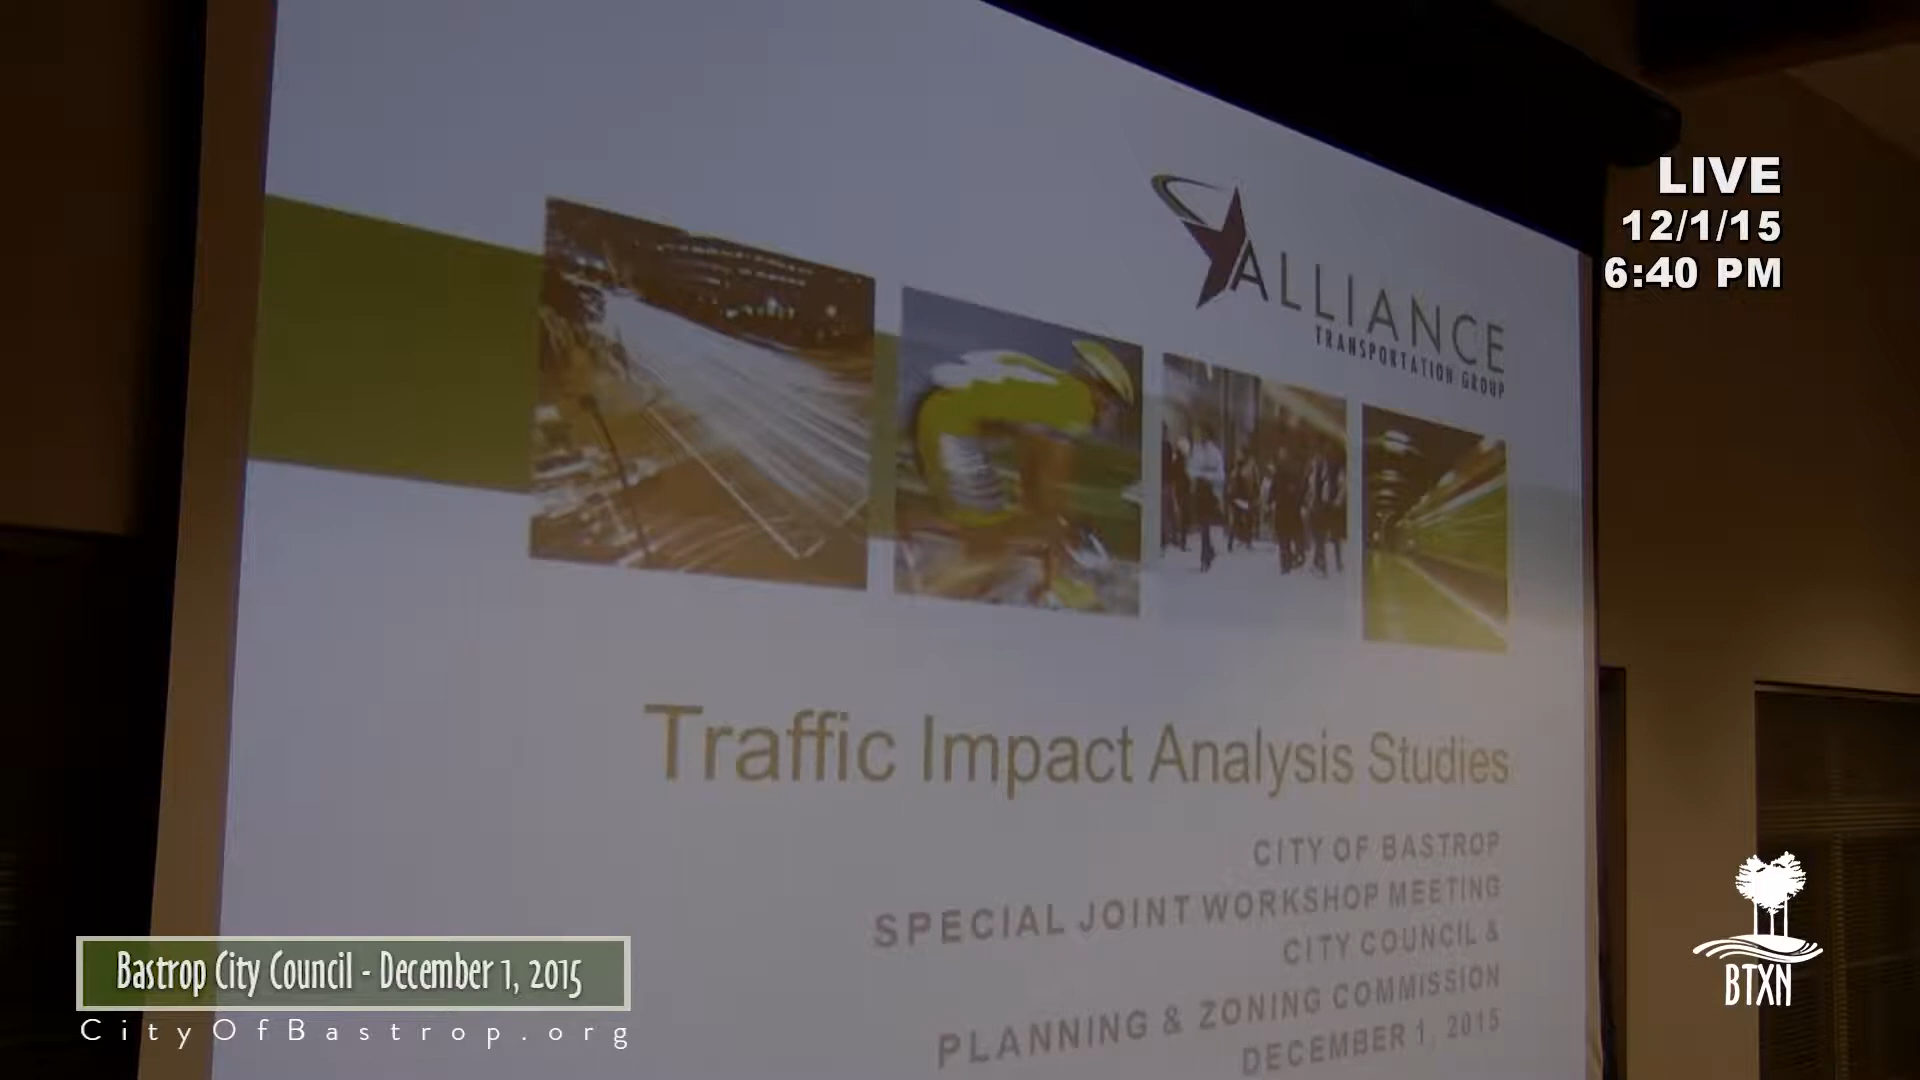 LIVE
12/1/15
6:40 PM
ALLIANCE
TRANSPORTATION GROUP
Traffic Impact Analysis Studies
CITY OF BASTROP
SPECIAL JOINT WORKSHOP MEETING
CITY COUNCIL &
PLANNING & ZONING COMMISSION
DECEMBER 1, 2015
Bastrop City Council - December 1, 2015
CityOfBastrop.org
BTXN